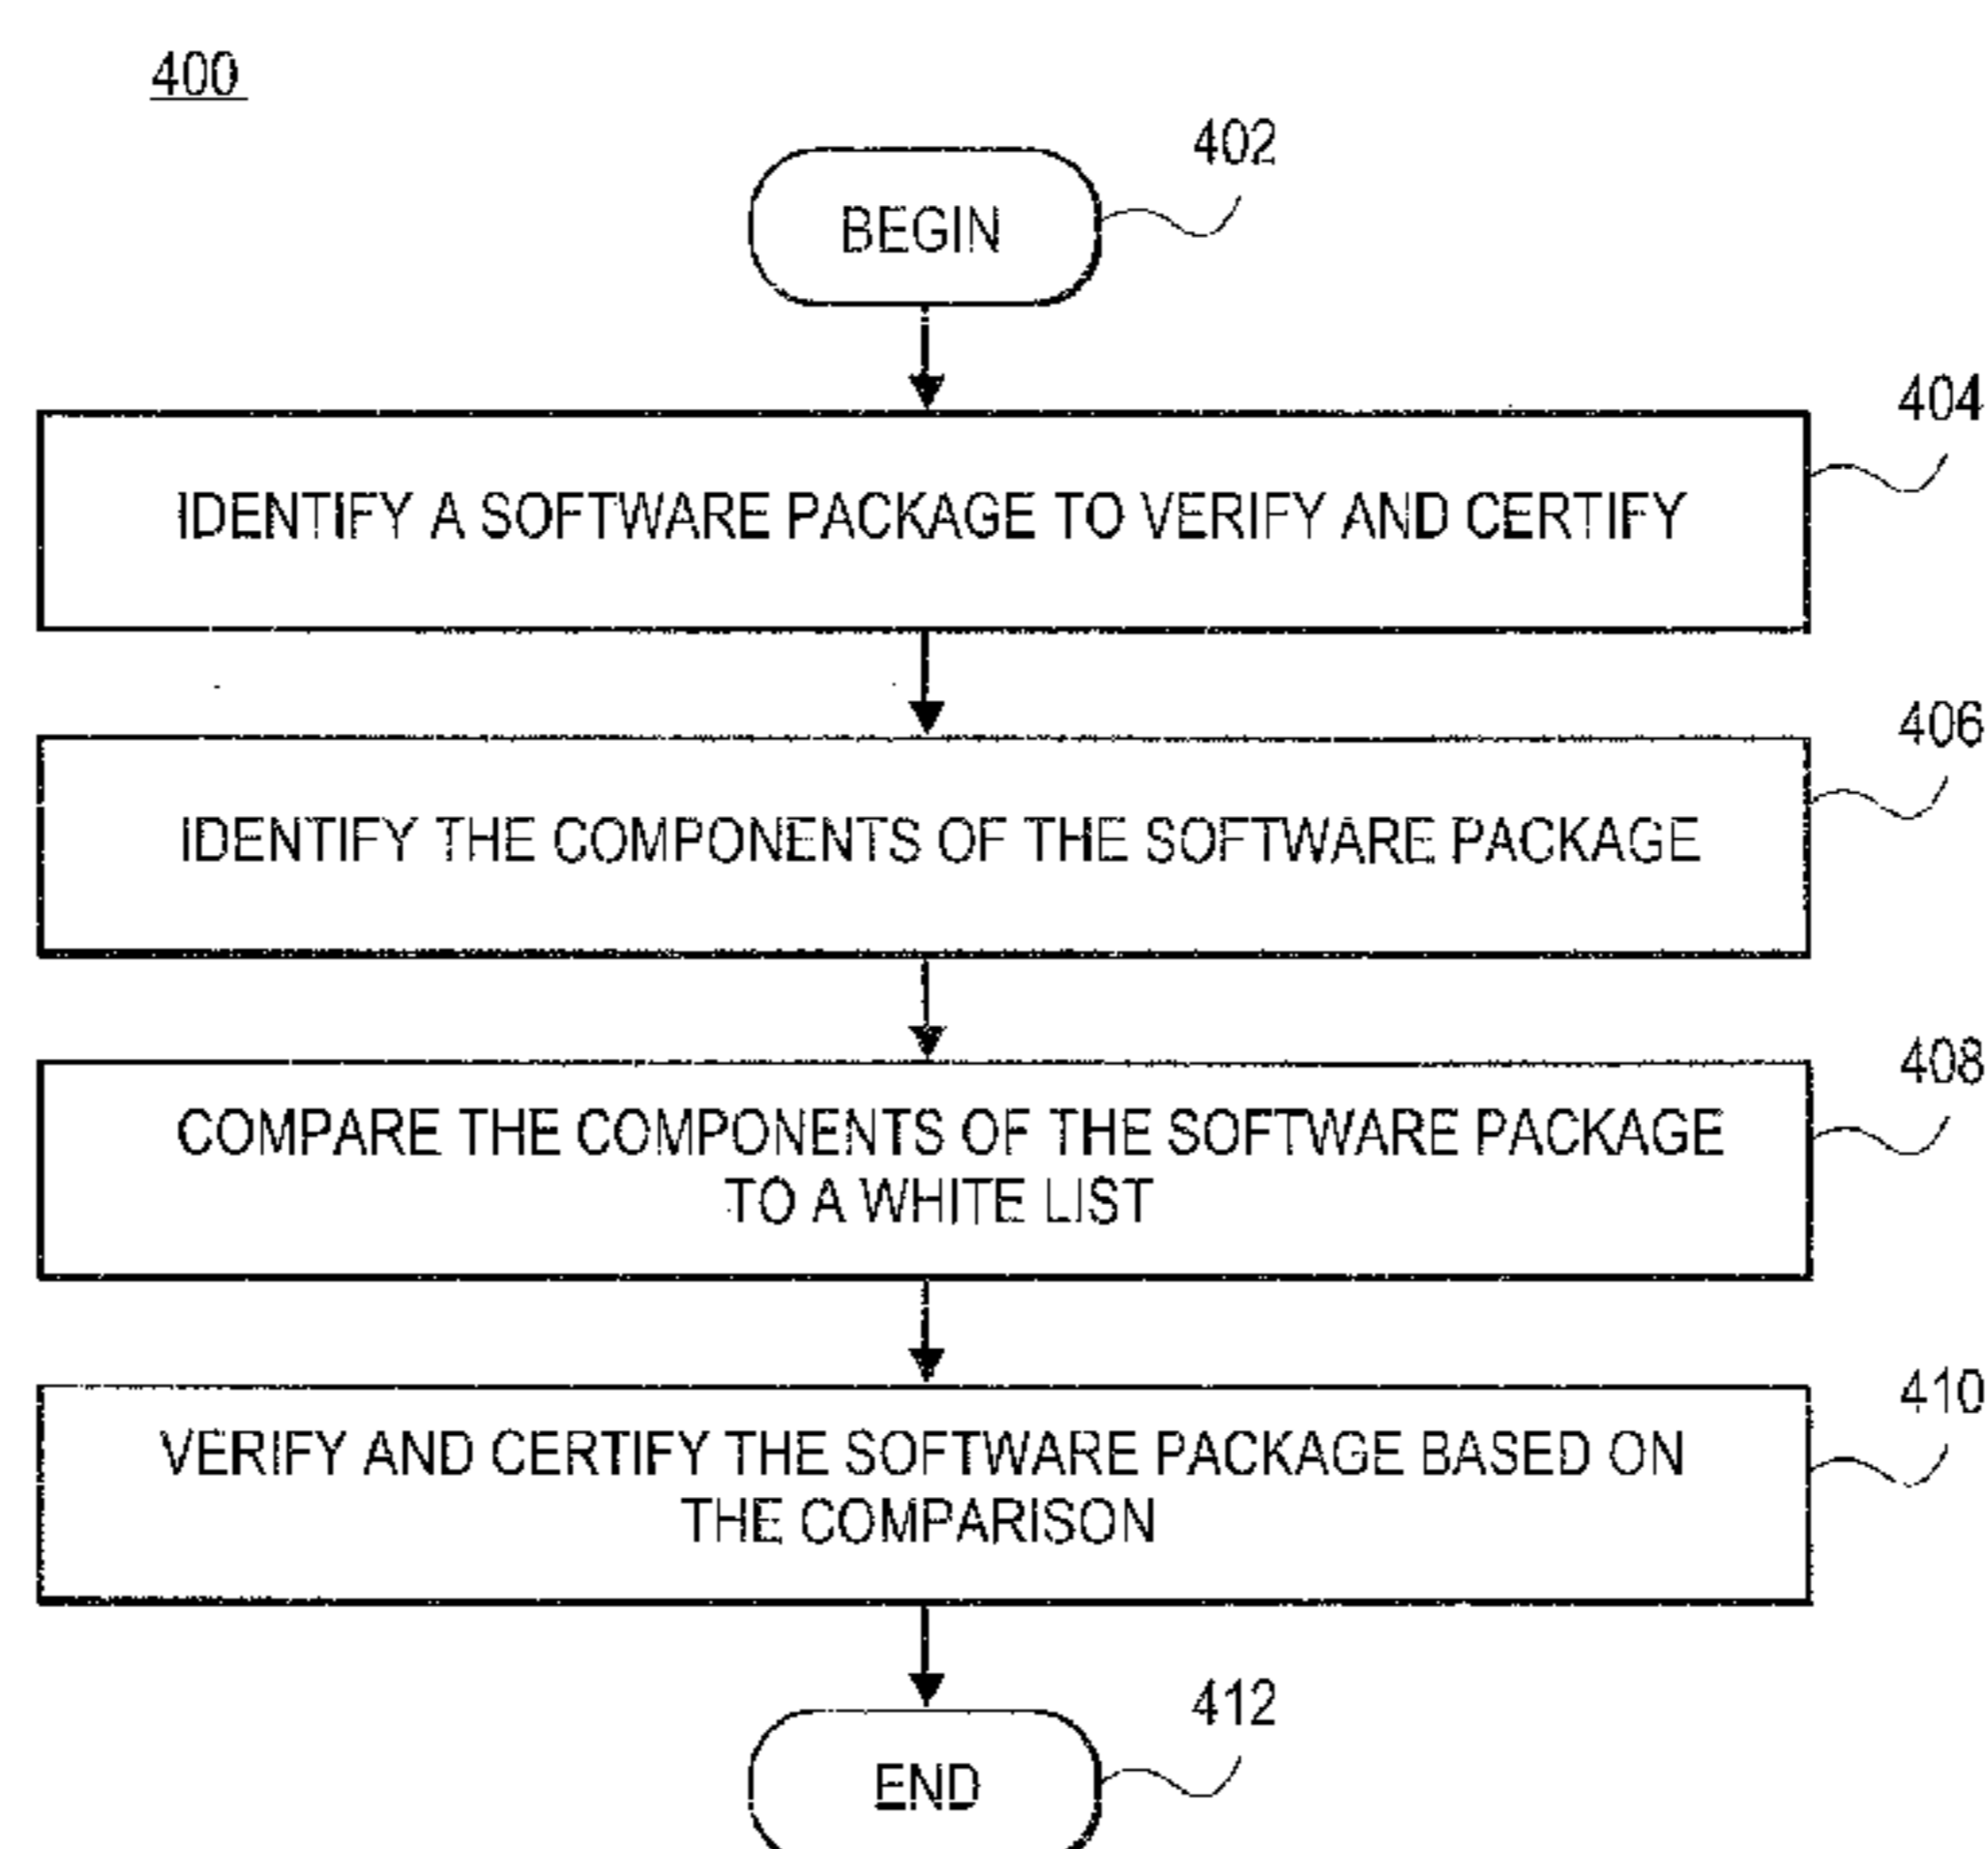 400
402
BEGIN
404
IDENTIFY A SOFTWARE PACKAGE TO VERIFY AND CERTIFY
406
IDENTIFY THE COMPONENTS OF THE SOFTWARE PACKAGE
408
COMPARE THE COMPONENTS OF THE SOFTWARE PACKAGE
TO A WHITE LIST
410
VERIFY AND CERTIFY THE SOFTWARE PACKAGE BASED ON
THE COMPARISON
412
END